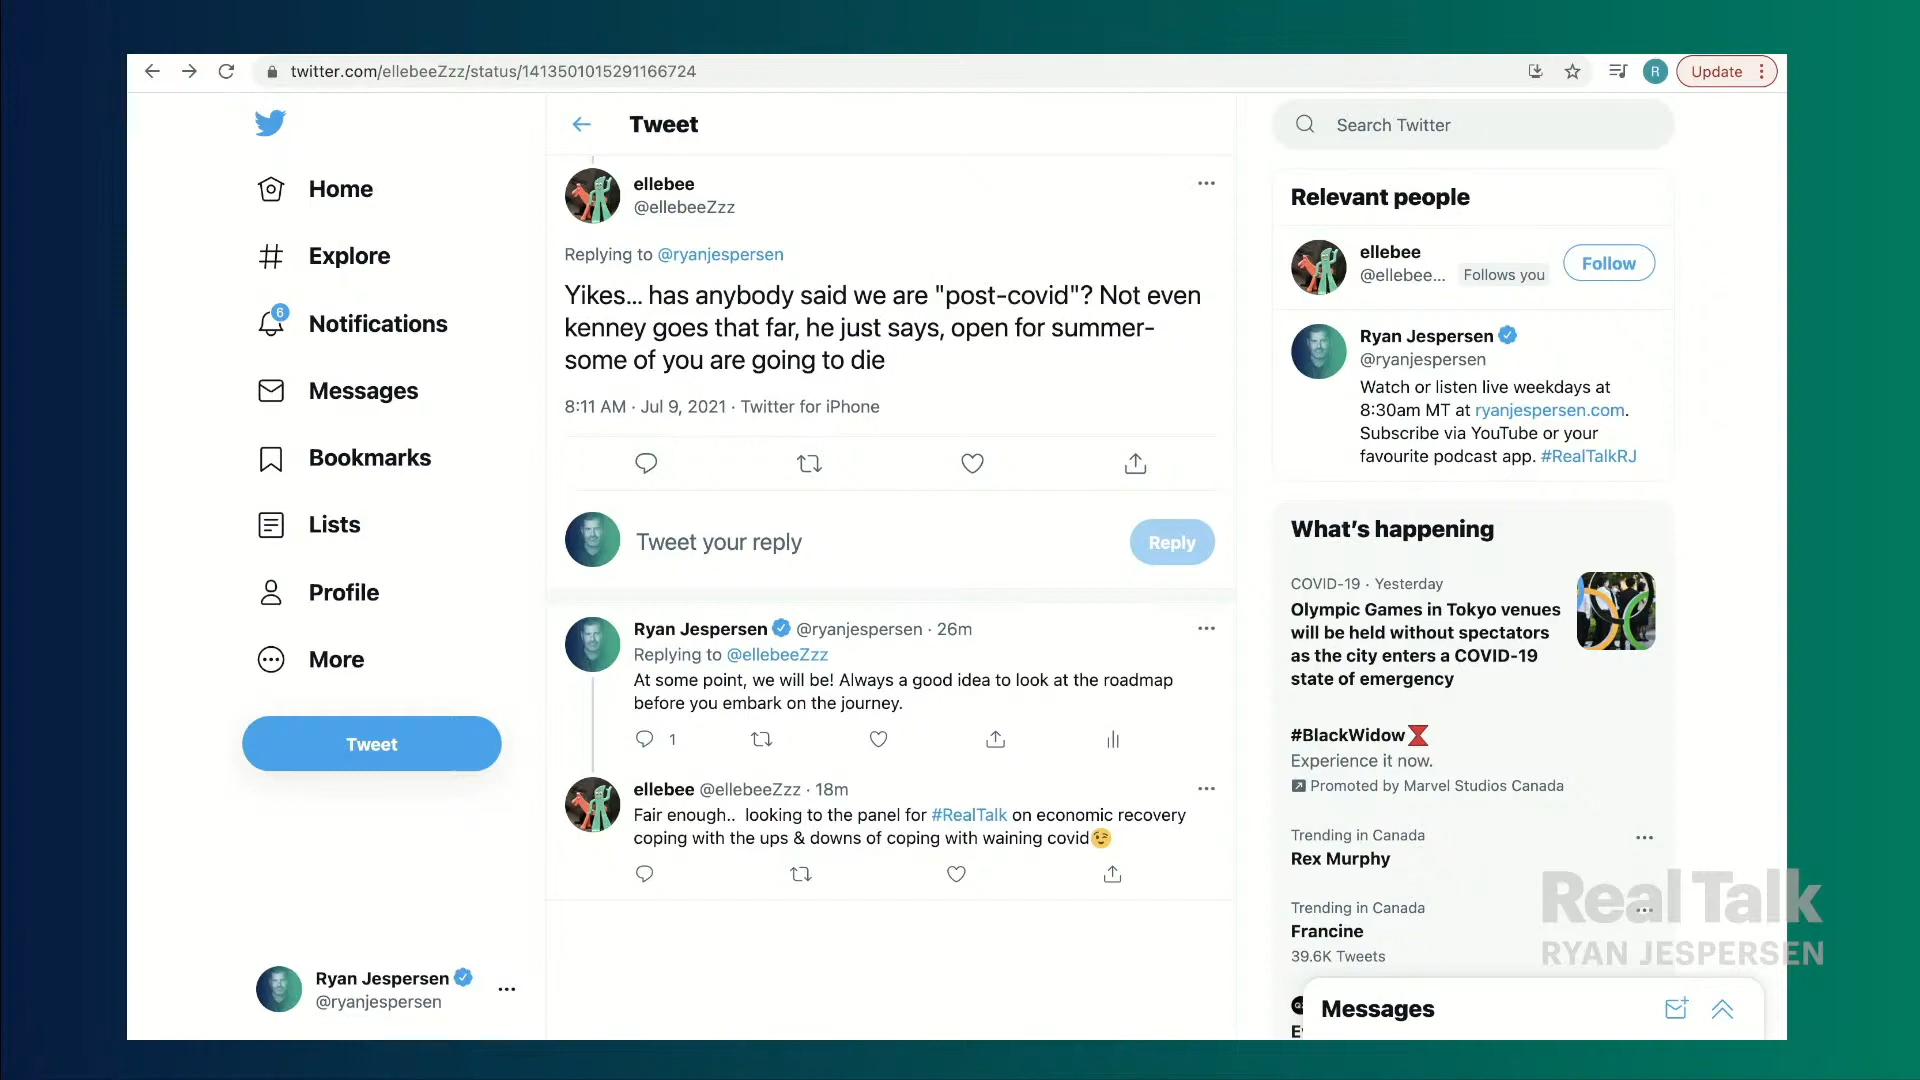 twitter.com/ellebeeZzz/status/1413501015291166724
R
Update
Home
Explore
6
Notifications
Messages
Bookmarks
Lists
Profile
More
Tweet
Ryan Jespersen
@ryanjespersen
Tweet
ellebee
@ellebeeZzz
Replying to @ryanjespersen
Yikes... has anybody said we are "post-covid"? Not even
kenney goes that far, he just says, open for summer-
some of you are going to die
8:11 AM · Jul 9, 2021 · Twitter for iPhone
Tweet your reply
Reply
Ryan Jespersen @ryanjespersen · 26m
Replying to @ellebeeZzz
At some point, we will be! Always a good idea to look at the roadmap
before you embark on the journey.
1
ellebee @ellebeeZzz · 18m
Fair enough.. looking to the panel for #RealTalk on economic recovery
coping with the ups & downs of coping with waining covid😉
Search Twitter
Relevant people
ellebee
@ellebee... Follows you
Follow
Ryan Jespersen
@ryanjespersen
Watch or listen live weekdays at
8:30am MT at ryanjespersen.com.
Subscribe via YouTube or your
favourite podcast app. #RealTalkRJ
What's happening
COVID-19 · Yesterday
Olympic Games in Tokyo venues
will be held without spectators
as the city enters a COVID-19
state of emergency
#BlackWidow
Experience it now.
Promoted by Marvel Studios Canada
Trending in Canada
Rex Murphy
Trending in Canada
Francine
39.6K Tweets
Messages
Real Talk
RYAN JESPERSEN